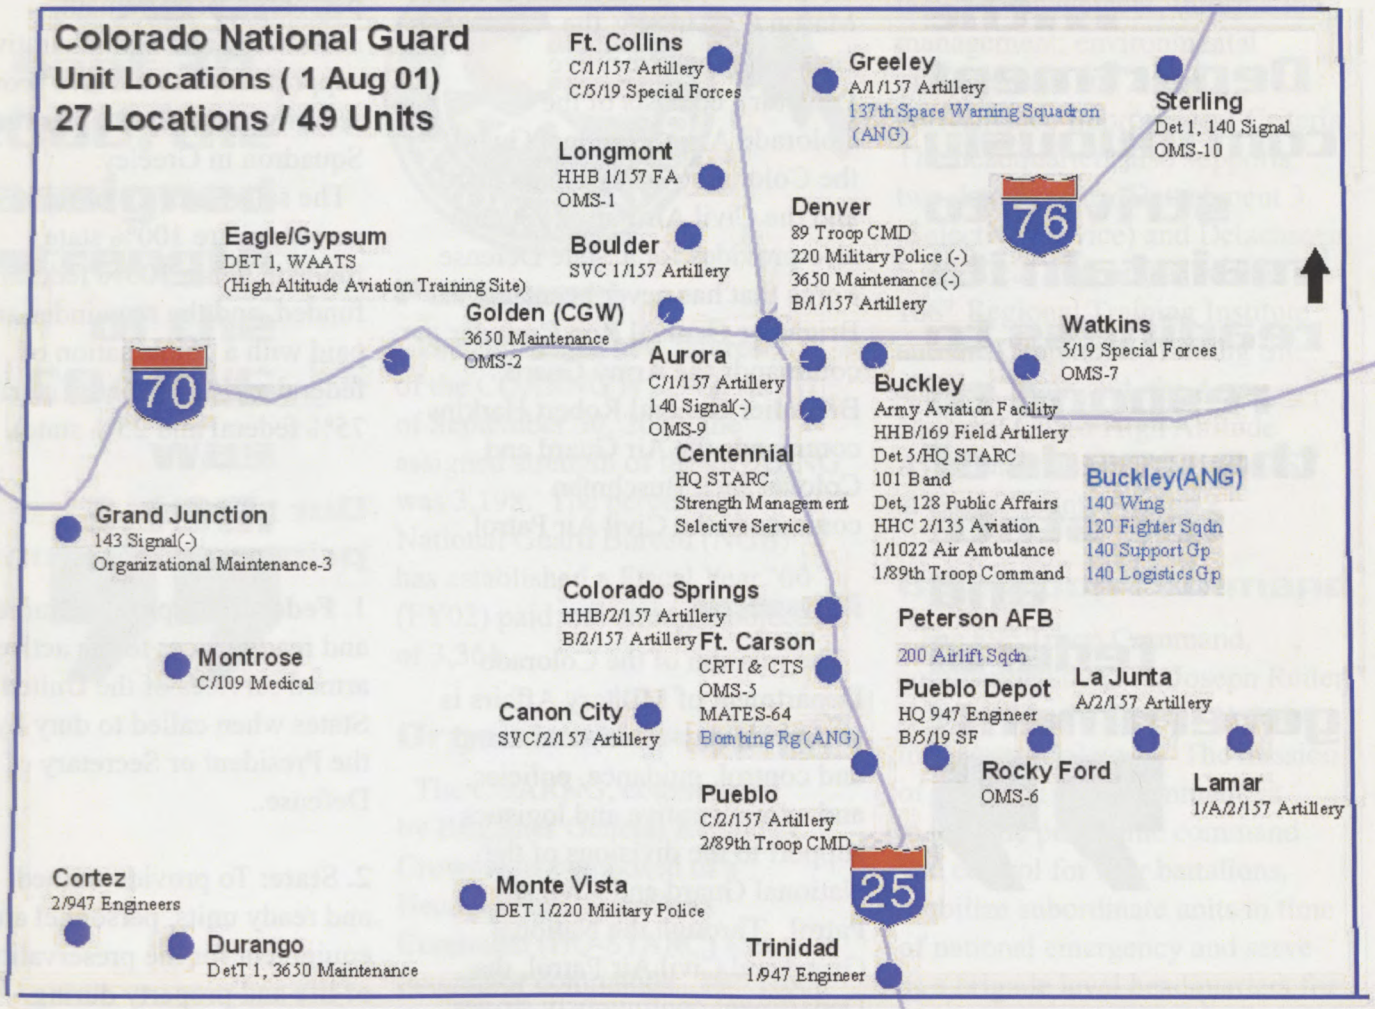 Colorado National Guard
Unit Locations ( 1 Aug 01)
27 Locations / 49 Units
Ft. Collins
C/1/157 Artillery
C/5/19 Special Forces
Greeley
A/1/157 Artillery
137th Space Warning Squadron
(ANG)
Sterling
Det 1, 140 Signal
OMS-10
Longmont
HHB 1/157 FA
OMS-1
76
Denver
89 Troop CMD
220 Military Police (-)
3650 Maintenance (-)
B/1/157 Artillery
Eagle/Gypsum
DET 1, WAATS
(High Altitude Aviation Training Site)
Boulder
SVC 1/157 Artillery
Golden (CGW)
3650 Maintenance
OMS-2
Watkins
5/19 Special Forces
OMS-7
70
Aurora
C/1/157 Artillery
140 Signal(-)
OMS-9
Buckley
Army Aviation Facility
HHB/169 Field Artillery
Det 5/HQ STARC
101 Band
Det, 128 Public Affairs
HHC 2/135 Aviation
1/1022 Air Ambulance
1/89th Troop Command
Buckley(ANG)
140 Wing
120 Fighter Sqdn
140 Support Gp
140 Logistics Gp
Centennial
HQ STARC
Strength Management
Selective Service
Grand Junction
143 Signal(-)
Organizational Maintenance-3
Colorado Springs
HHB/2/157 Artillery
B/2/157 Artillery
Peterson AFB
200 Airlift Sqdn
Ft. Carson
CRTI & CTS
OMS-5
MATES-64
Bombing Rg (ANG)
Montrose
C/109 Medical
La Junta
A/2/157 Artillery
Pueblo Depot
HQ 947 Engineer
B/5/19 SF
Canon City
SVC/2/157 Artillery
Rocky Ford
OMS-6
Lamar
1/A/2/157 Artillery
Pueblo
C/2/157 Artillery
2/89th Troop CMD
25
Cortez
2/947 Engineers
Monte Vista
DET 1/220 Military Police
Durango
DetT 1, 3650 Maintenance
Trinidad
1/947 Engineer